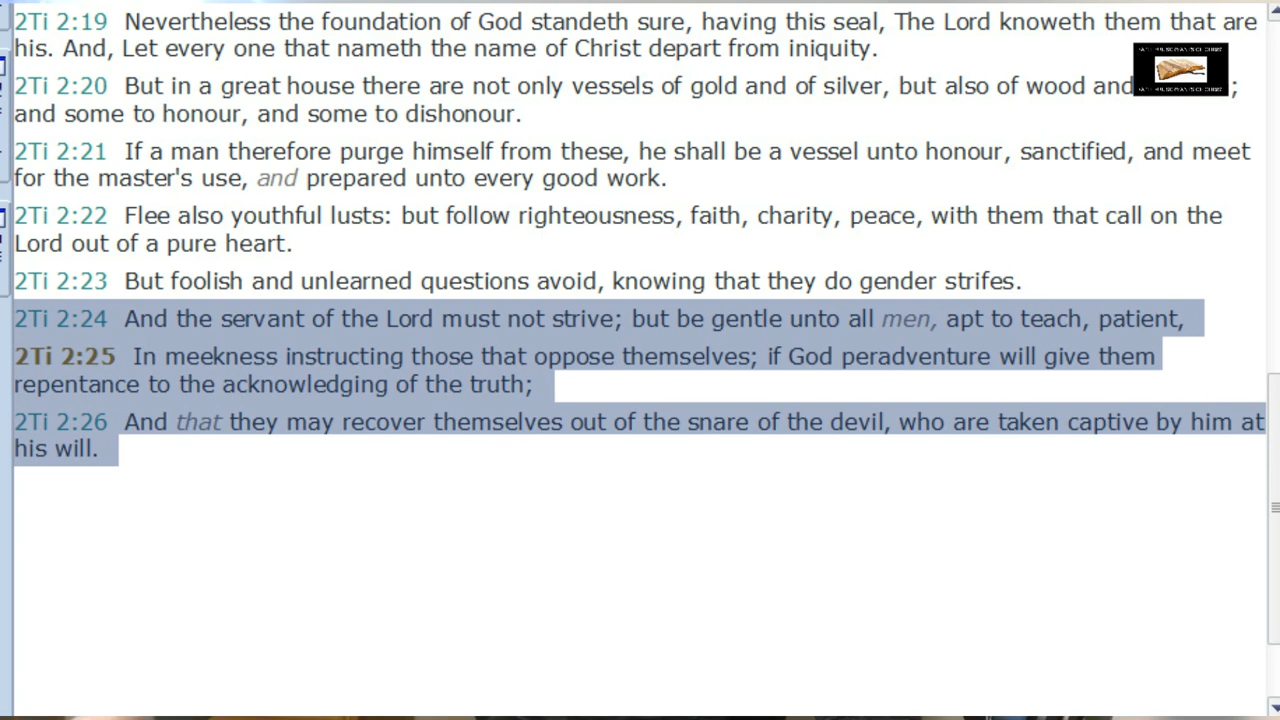 2Ti 2:19 Nevertheless the foundation of God standeth sure, having this seal, The Lord knoweth them that are
his. And, Let every one that nameth the name of Christ depart from iniquity.
2Ti 2:20 But in a great house there are not only vessels of gold and of silver, but also of wood and ;
and some to honour, and some to dishonour.
2Ti 2:21 If a man therefore purge himself from these, he shall be a vessel unto honour, sanctified, and meet
for the master's use, and prepared unto every good work.
2Ti 2:22 Flee also youthful lusts: but follow righteousness, faith, charity, peace, with them that call on the
Lord out of a pure heart.
2Ti 2:23 But foolish and unlearned questions avoid, knowing that they do gender strifes.
2Ti 2:24 And the servant of the Lord must not strive; but be gentle unto all men, apt to teach, patient,
2Ti 2:25 In meekness instructing those that oppose themselves; if God peradventure will give them
repentance to the acknowledging of the truth;
2Ti 2:26 And that they may recover themselves out of the snare of the devil, who are taken captive by him at
his will.